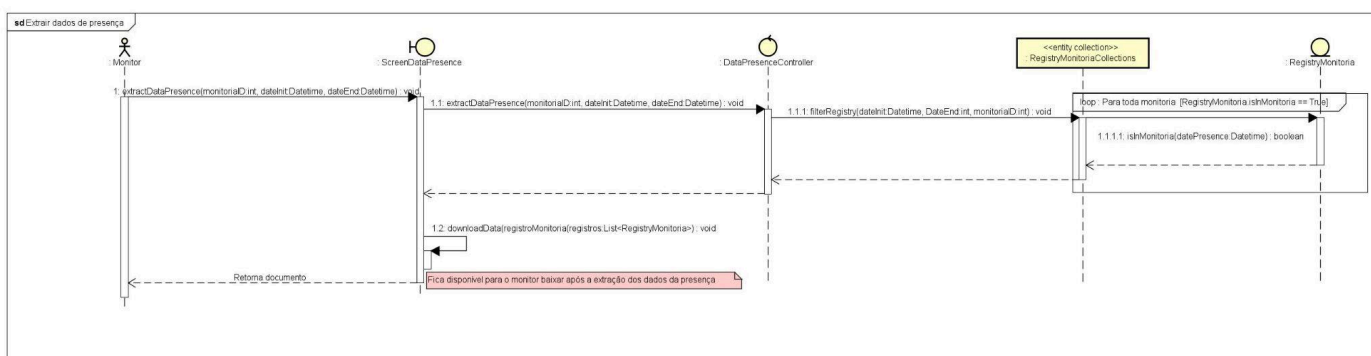 sd Extrair dados de presença
: Monitor
: ScreenDataPresence
: DataPresenceController
<<entity collection>>
: RegistryMonitoriaCollections
: RegistryMonitoria
1: extractDataPresence(monitoriaID:int, dateInit:Datetime, dateEnd:Datetime) : void
1.1: extractDataPresence(monitoriaID:int, dateInit:Datetime, dateEnd:Datetime) : void
loop : Para toda monitoria [RegistryMonitoria.isInMonitoria == True]
1.1.1: filterRegistry(dateInit:Datetime, DateEnd:int, monitoriaID:int) : void
1.1.1.1: isInMonitoria(datePresence:Datetime) : boolean
1.2: downloadData(registroMonitoria(registros:List<RegistryMonitoria>) : void
Retorna documento
Fica disponível para o monitor baixar após a extração dos dados da presença